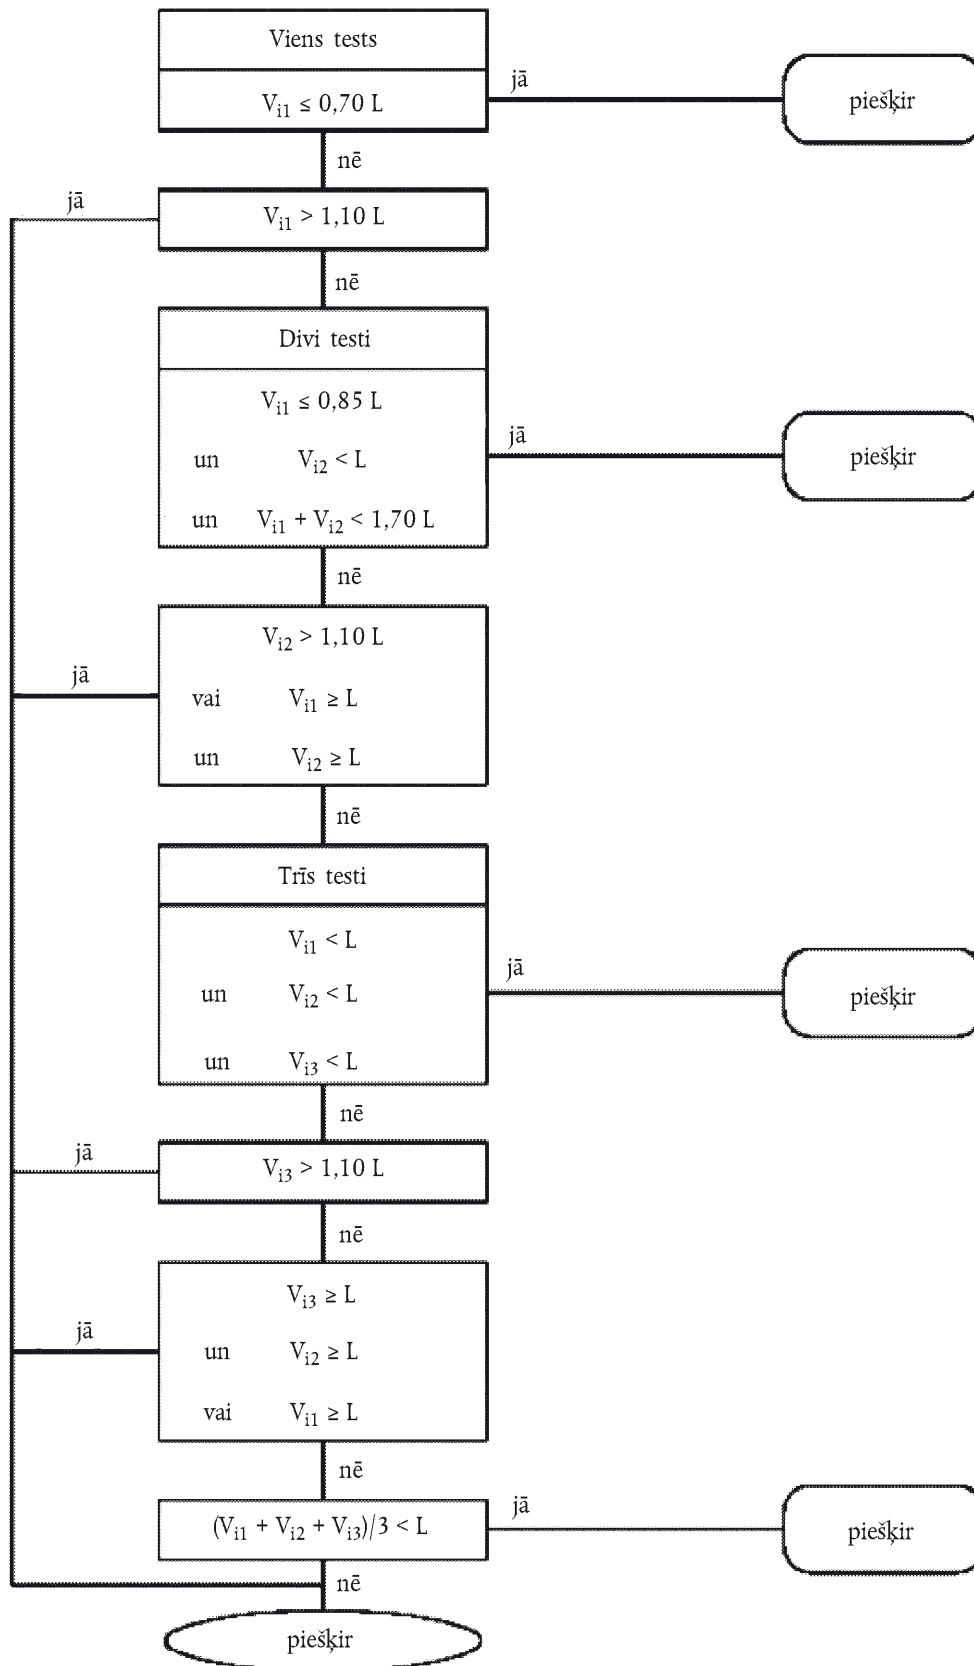 Viens tests
V_i1 ≤ 0,70 L
jā
piešķir
nē
jā
V_i1 > 1,10 L
nē
Divi testi
V_i1 ≤ 0,85 L
un V_i2 < L
un V_i1 + V_i2 < 1,70 L
jā
piešķir
nē
V_i2 > 1,10 L
jā
vai V_i1 ≥ L
un V_i2 ≥ L
nē
Trīs testi
V_i1 < L
un V_i2 < L
un V_i3 < L
jā
piešķir
nē
jā
V_i3 > 1,10 L
nē
V_i3 ≥ L
jā
un V_i2 ≥ L
vai V_i1 ≥ L
nē
(V_i1 + V_i2 + V_i3)/3 < L
jā
piešķir
nē
piešķir